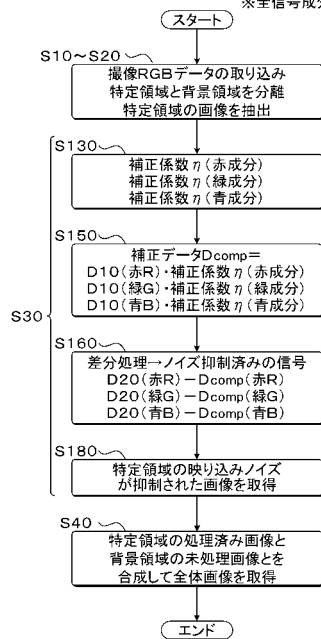 ※全信号成分
スタート
S10~S20
撮像RGBデータの取り込み
特定領域と背景領域を分離
特定領域の画像を抽出
S130
補正係数η(赤成分)
補正係数η(緑成分)
補正係数η(青成分)
S150
補正データDcomp=
D10(赤R)・補正係数η(赤成分)
D10(緑G)・補正係数η(緑成分)
D10(青B)・補正係数η(青成分)
S30
S160
差分処理→ノイズ抑制済みの信号
D20(赤R)-Dcomp(赤R)
D20(緑G)-Dcomp(緑G)
D20(青B)-Dcomp(青B)
S180
特定領域の映り込みノイズ
が抑制された画像を取得
S40
特定領域の処理済み画像と
背景領域の未処理画像とを
合成して全体画像を取得
エンド